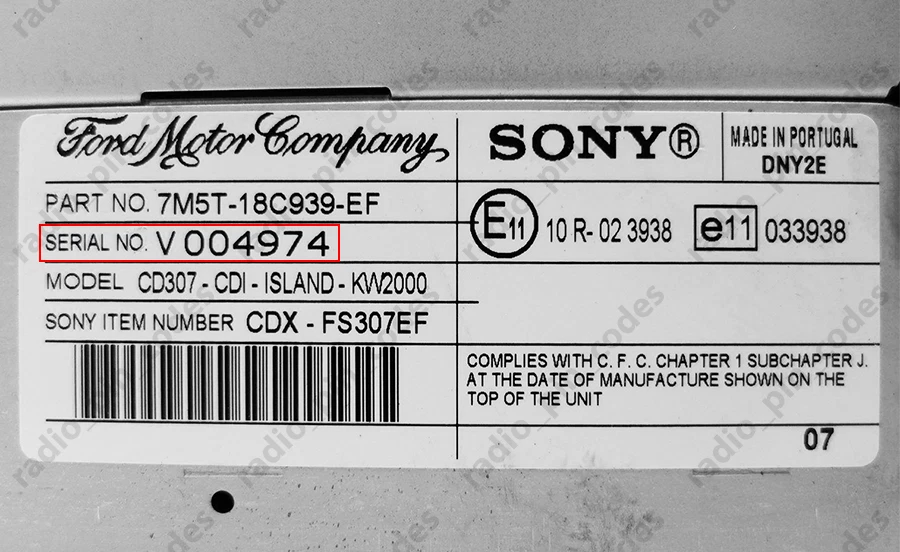 Ford Motor Company
SONY®
MADE IN PORTUGAL
DNY2E
PART NO. 7M5T-18C939-EF
SERIAL NO. V 004974
MODEL CD307 - CDI - ISLAND - KW2000
SONY ITEM NUMBER CDX - FS307EF
E11 10 R- 02 3938 e11 033938
COMPLIES WITH C. F. C. CHAPTER 1 SUBCHAPTER J.
AT THE DATE OF MANUFACTURE SHOWN ON THE
TOP OF THE UNIT
07
radio_pin_codes